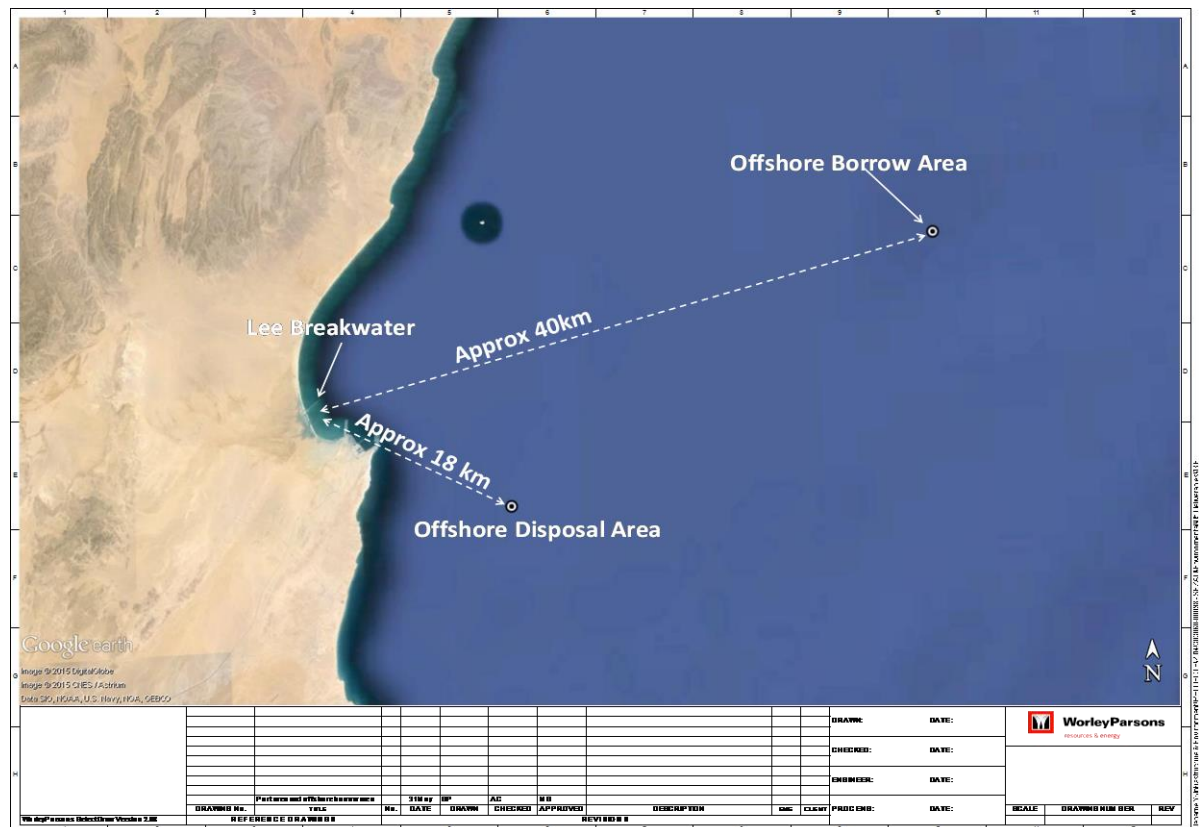 1 2 3 4 5 6 7 8 9 10 11 12
A
B
C
D
E
F
G
H
Offshore Borrow Area
Approx 40km
Lee Breakwater
Approx 18 km
Offshore Disposal Area
Google earth
Image © 2015 DigitalGlobe
Image © 2015 CNES / Astrium
Data SIO, NOAA, U.S. Navy, NGA, GEBCO
N
DRAWN: DATE:
CHECKED: DATE:
ENGINEER: DATE:
PROC ENG: DATE:
WorleyParsons
resources & energy
SCALE DRAWING NUMBER REV
DRAWING No. TITLE No. DATE DRAWN CHECKED APPROVED DESCRIPTION ENG CLIENT
REFERENCE DRAWINGS REVISIONS